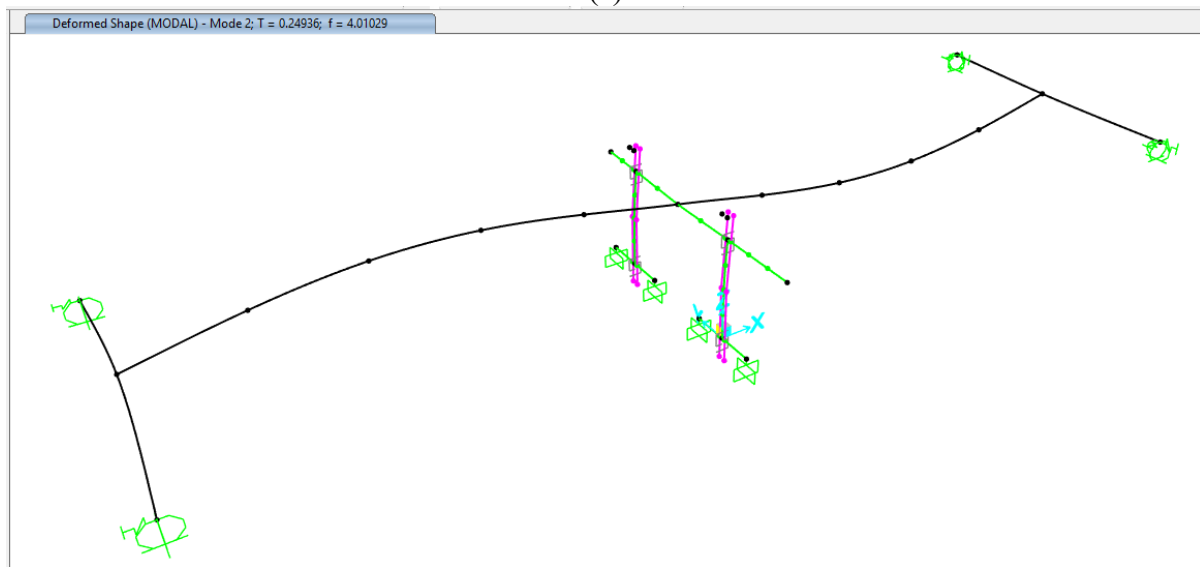 Deformed Shape (MODAL) - Mode 2; T = 0.24936; f = 4.01029
X